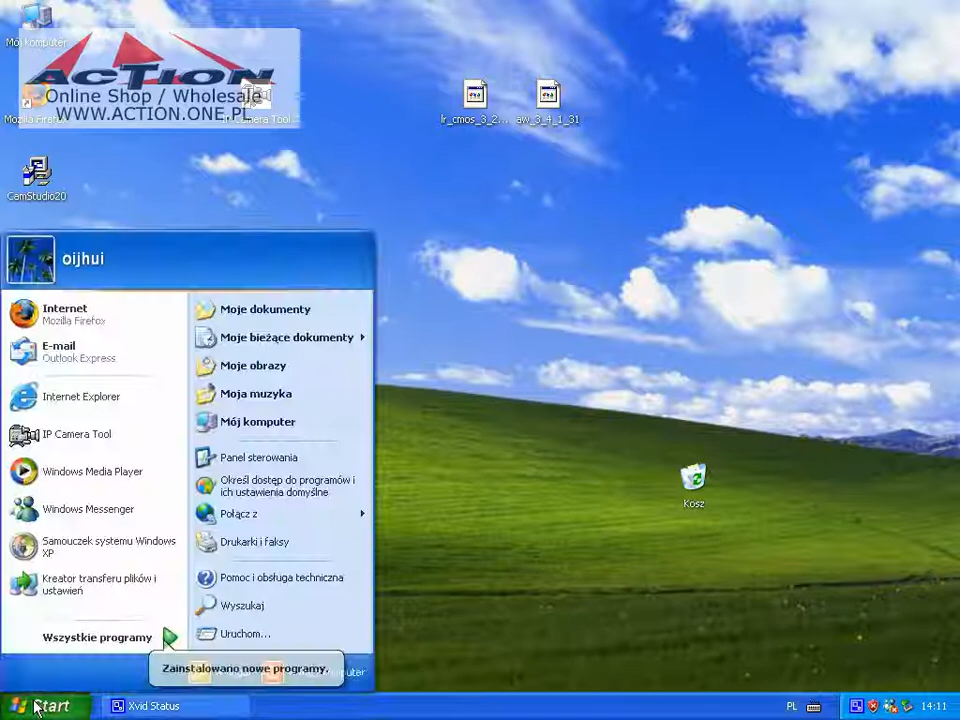 Mój komputer
ACTION
Online Shop / Wholesale
WWW.ACTION.ONE.PL
Mozilla Firefox
IP Camera Tool
lr_cmos_3_2...
aw_3_4_1_31
CamStudio20
oijhui
Internet
Mozilla Firefox
E-mail
Outlook Express
Internet Explorer
IP Camera Tool
Windows Media Player
Windows Messenger
Samouczek systemu Windows
XP
Kreator transferu plików i
ustawień
Wszystkie programy
Moje dokumenty
Moje bieżące dokumenty
Moje obrazy
Moja muzyka
Mój komputer
Panel sterowania
Określ dostęp do programów i
ich ustawienia domyślne
Połącz z
Drukarki i faksy
Pomoc i obsługa techniczna
Wyszukaj
Uruchom...
Zainstalowano nowe programy.
Kosz
Start
Xvid Status
PL
14:11